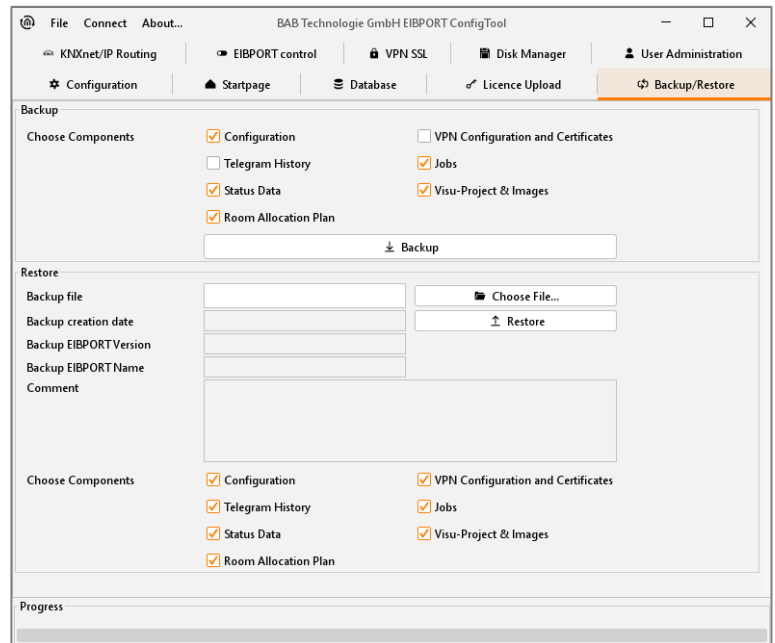 File Connect About... BAB Technologie GmbH EIBPORT ConfigTool
KNXnet/IP Routing EIBPORT control VPN SSL Disk Manager User Administration
Configuration Startpage Database Licence Upload Backup/Restore
Backup
Choose Components Configuration VPN Configuration and Certificates
Telegram History Jobs
Status Data Visu-Project & Images
Room Allocation Plan
Backup
Restore
Backup file Choose File...
Backup creation date Restore
Backup EIBPORT Version
Backup EIBPORT Name
Comment
Choose Components Configuration VPN Configuration and Certificates
Telegram History Jobs
Status Data Visu-Project & Images
Room Allocation Plan
Progress